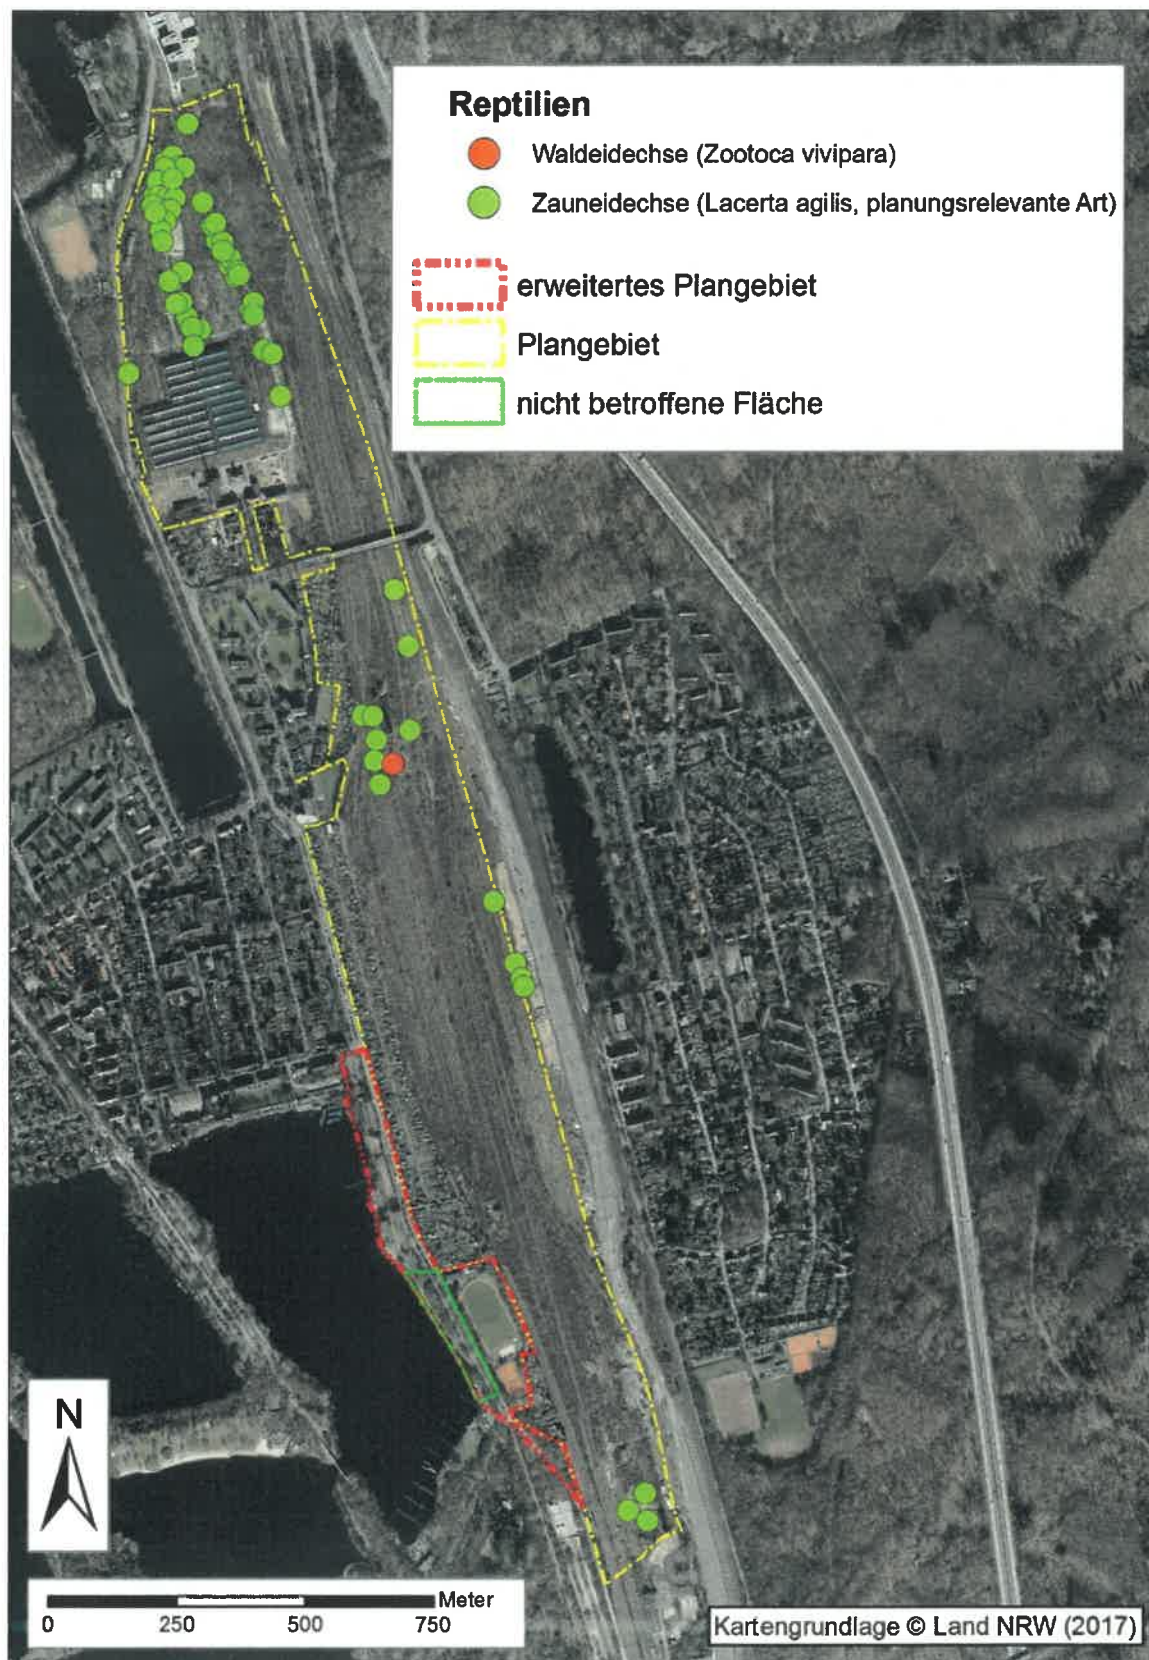 Reptilien
Waldeidechse (Zootoca vivipara)
Zauneidechse (Lacerta agilis, planungsrelevante Art)
erweitertes Plangebiet
Plangebiet
nicht betroffene Fläche
N
Meter
0 250 500 750
Kartengrundlage © Land NRW (2017)